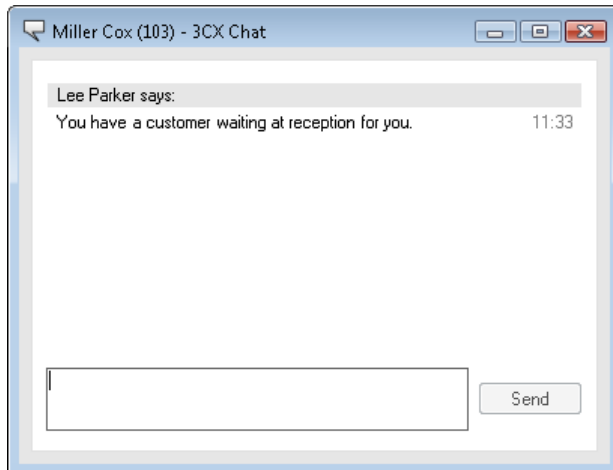 Miller Cox (103) - 3CX Chat
Lee Parker says:
You have a customer waiting at reception for you. 11:33
Send